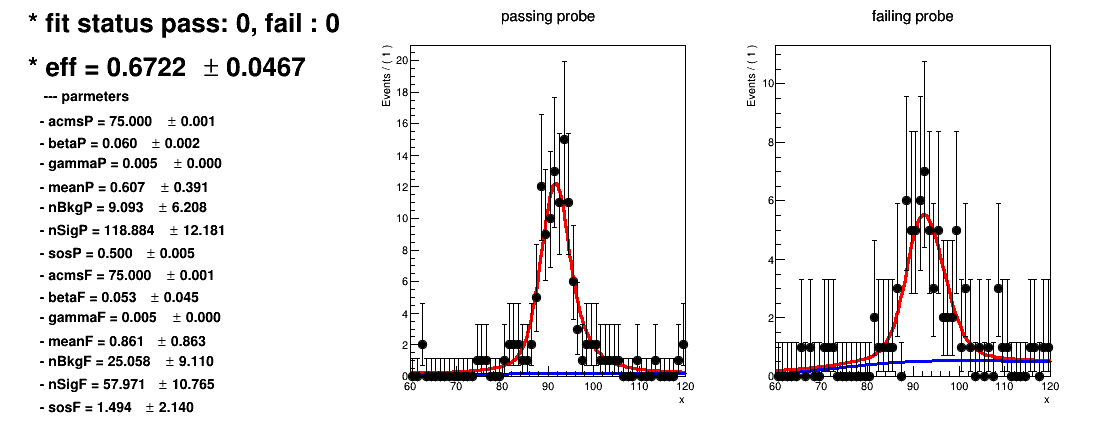 * fit status pass: 0, fail : 0
* eff = 0.6722 ± 0.0467
--- parmeters
- acmsP = 75.000 ± 0.001
- betaP = 0.060 ± 0.002
- gammaP = 0.005 ± 0.000
- meanP = 0.607 ± 0.391
- nBkgP = 9.093 ± 6.208
- nSigP = 118.884 ± 12.181
- sosP = 0.500 ± 0.005
- acmsF = 75.000 ± 0.001
- betaF = 0.053 ± 0.045
- gammaF = 0.005 ± 0.000
- meanF = 0.861 ± 0.863
- nBkgF = 25.058 ± 9.110
- nSigF = 57.971 ± 10.765
- sosF = 1.494 ± 2.140
passing probe
Events / ( 1 )
20
18
16
14
12
10
8
6
4
2
0
60 70 80 90 100 110 120
x
failing probe
Events / ( 1 )
10
8
6
4
2
0
60 70 80 90 100 110 120
x